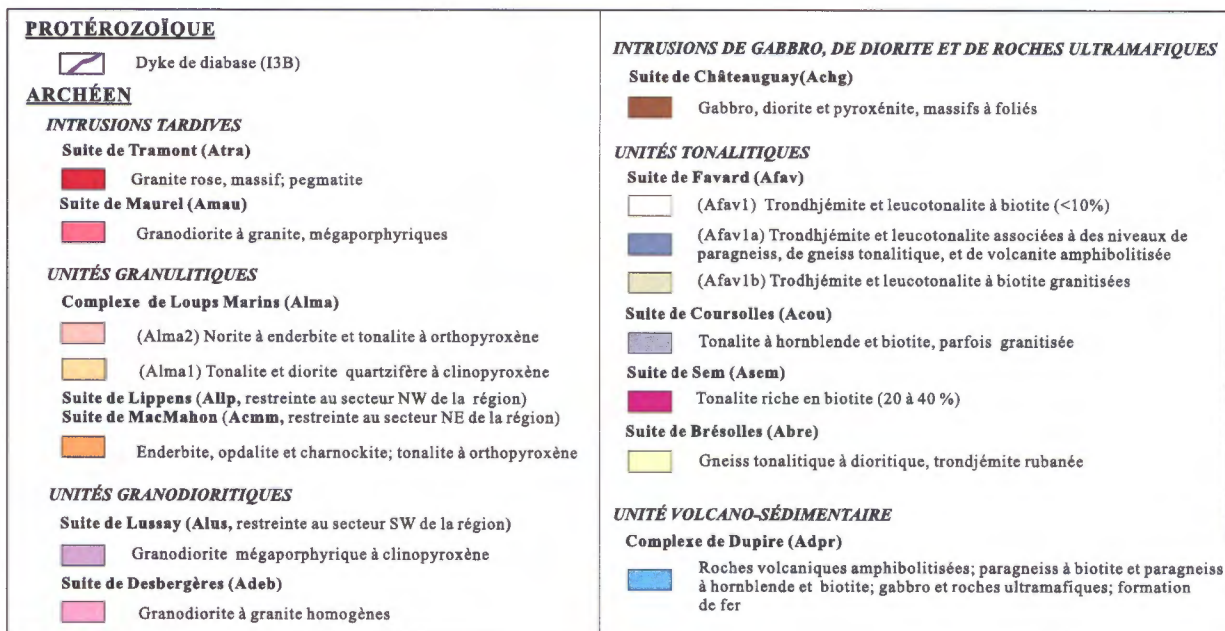 PROTÉROZOÏQUE
Dyke de diabase (I3B)
ARCHÉEN
INTRUSIONS TARDIVES
Suite de Tramont (Atra)
Granite rose, massif; pegmatite
Suite de Maurel (Amau)
Granodiorite à granite, mégaporphyriques
UNITÉS GRANULITIQUES
Complexe de Loups Marins (Alma)
(Alma2) Norite à enderbite et tonalite à orthopyroxène
(Alma1) Tonalite et diorite quartzifère à clinopyroxène
Suite de Lippens (Alip, restreinte au secteur NW de la région)
Suite de MacMahon (Acmm, restreinte au secteur NE de la région)
Enderbite, opdalite et charnockite; tonalite à orthopyroxène
UNITÉS GRANODIORITIQUES
Suite de Lussay (Alus, restreinte au secteur SW de la région)
Granodiorite mégaporphyrique à clinopyroxène
Suite de Desbergères (Adeb)
Granodiorite à granite homogènes
INTRUSIONS DE GABBRO, DE DIORITE ET DE ROCHES ULTRAMAFIQUES
Suite de Châteauguay(Achg)
Gabbro, diorite et pyroxénite, massifs à foliés
UNITÉS TONALITIQUES
Suite de Favard (Afav)
(Afav1) Trondhjémite et leucotonalite à biotite (<10%)
(Afav1a) Trondhjémite et leucotonalite associées à des niveaux de
paragneiss, de gneiss tonalitique, et de volcanite amphibolitisée
(Afav1b) Trodhjémite et leucotonalite à biotite granitisées
Suite de Coursolles (Acou)
Tonalite à hornblende et biotite, parfois granitisée
Suite de Sem (Asem)
Tonalite riche en biotite (20 à 40 %)
Suite de Brésolles (Abre)
Gneiss tonalitique à dioritique, trondjémite rubanée
UNITÉ VOLCANO-SÉDIMENTAIRE
Complexe de Dupire (Adpr)
Roches volcaniques amphibolitisées; paragneiss à biotite et paragneiss
à hornblende et biotite; gabbro et roches ultramafiques; formation
de fer